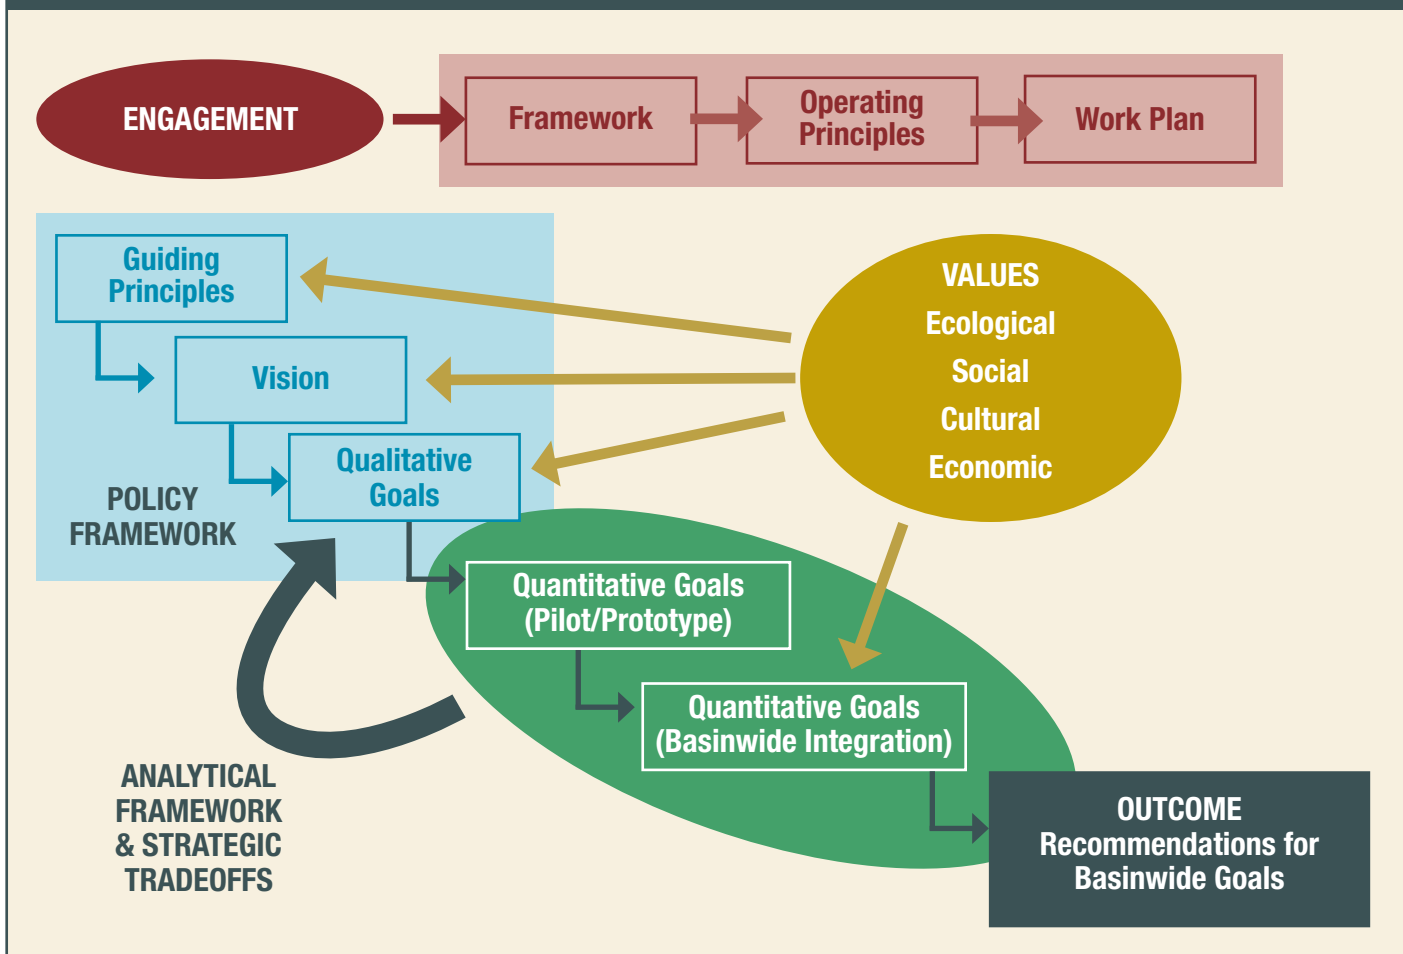 ENGAGEMENT
Framework
Operating
Principles
Work Plan
Guiding
Principles
Vision
Qualitative
Goals
POLICY
FRAMEWORK
VALUES
Ecological
Social
Cultural
Economic
Quantitative Goals
(Pilot/Prototype)
Quantitative Goals
(Basinwide Integration)
ANALYTICAL
FRAMEWORK
& STRATEGIC
TRADEOFFS
OUTCOME
Recommendations for
Basinwide Goals